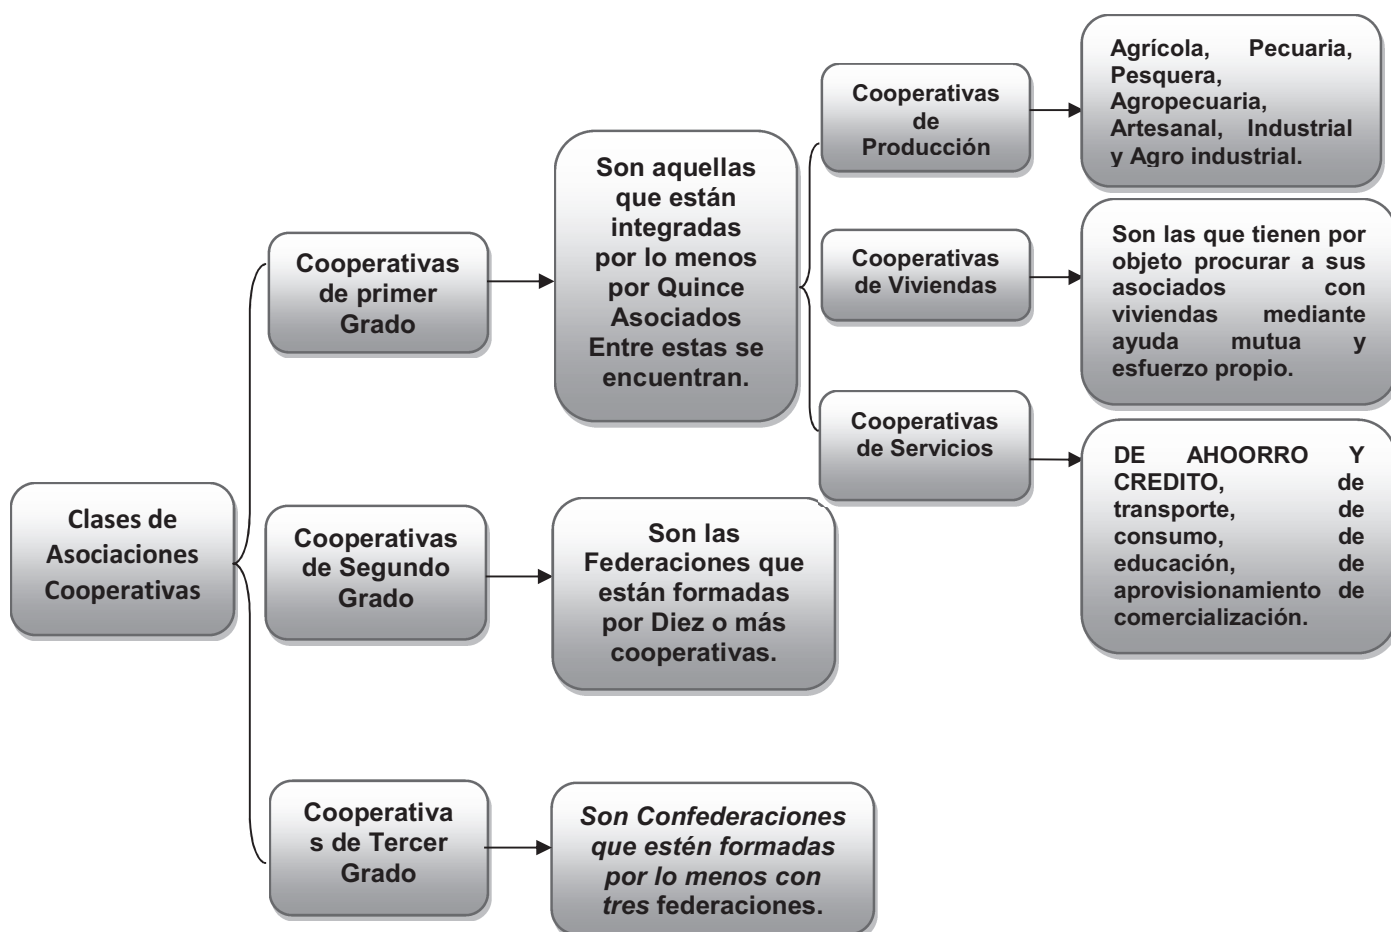 Clases de
Asociaciones
Cooperativas
Cooperativas
de primer
Grado
Son aquellas
que están
integradas
por lo menos
por Quince
Asociados
Entre estas se
encuentran.
Cooperativas
de
Producción
Agrícola, Pecuaria,
Pesquera,
Agropecuaria,
Artesanal, Industrial
y Agro industrial.
Cooperativas
de Viviendas
Son las que tienen por
objeto procurar a sus
asociados con
viviendas mediante
ayuda mutua y
esfuerzo propio.
Cooperativas
de Servicios
DE AHOORRO Y
CREDITO, de
transporte, de
consumo, de
educación, de
aprovisionamiento de
comercialización.
Cooperativas
de Segundo
Grado
Son las
Federaciones que
están formadas
por Diez o más
cooperativas.
Cooperativa
s de Tercer
Grado
Son Confederaciones
que estén formadas
por lo menos con
tres federaciones.